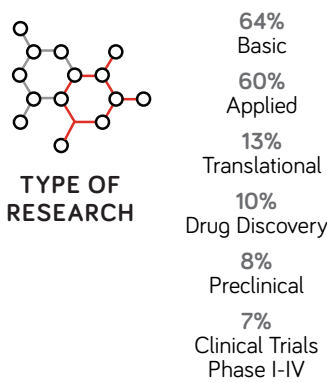 TYPE OF
RESEARCH
64%
Basic
60%
Applied
13%
Translational
10%
Drug Discovery
8%
Preclinical
7%
Clinical Trials
Phase I-IV